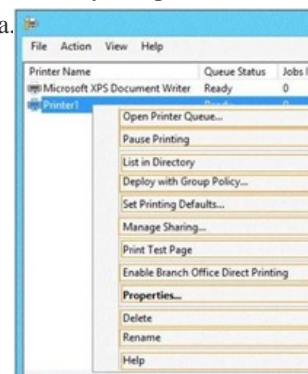 a.
File Action View Help
Printer Name Queue Status Jobs I
Microsoft XPS Document Writer Ready 0
Printer1
Open Printer Queue...
Pause Printing
List in Directory
Deploy with Group Policy...
Set Printing Defaults...
Manage Sharing...
Print Test Page
Enable Branch Office Direct Printing
Properties...
Delete
Rename
Help